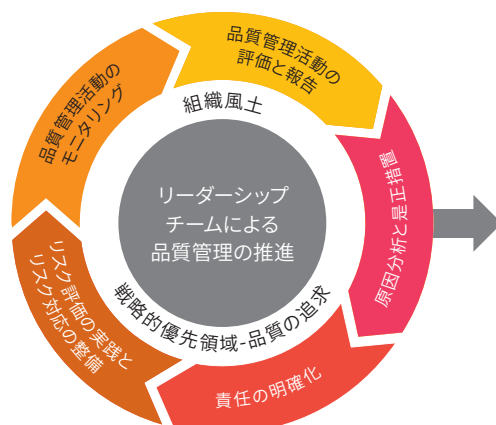 品質管理活動の
評価と報告
原因分析と是正措置
責任の明確化
リスク評価の実践と
リスク対応の整備
品質管理活動の
モニタリング
組織風土
リーダーシップ
チームによる
品質管理の推進
戦略的優先領域-品質の追求